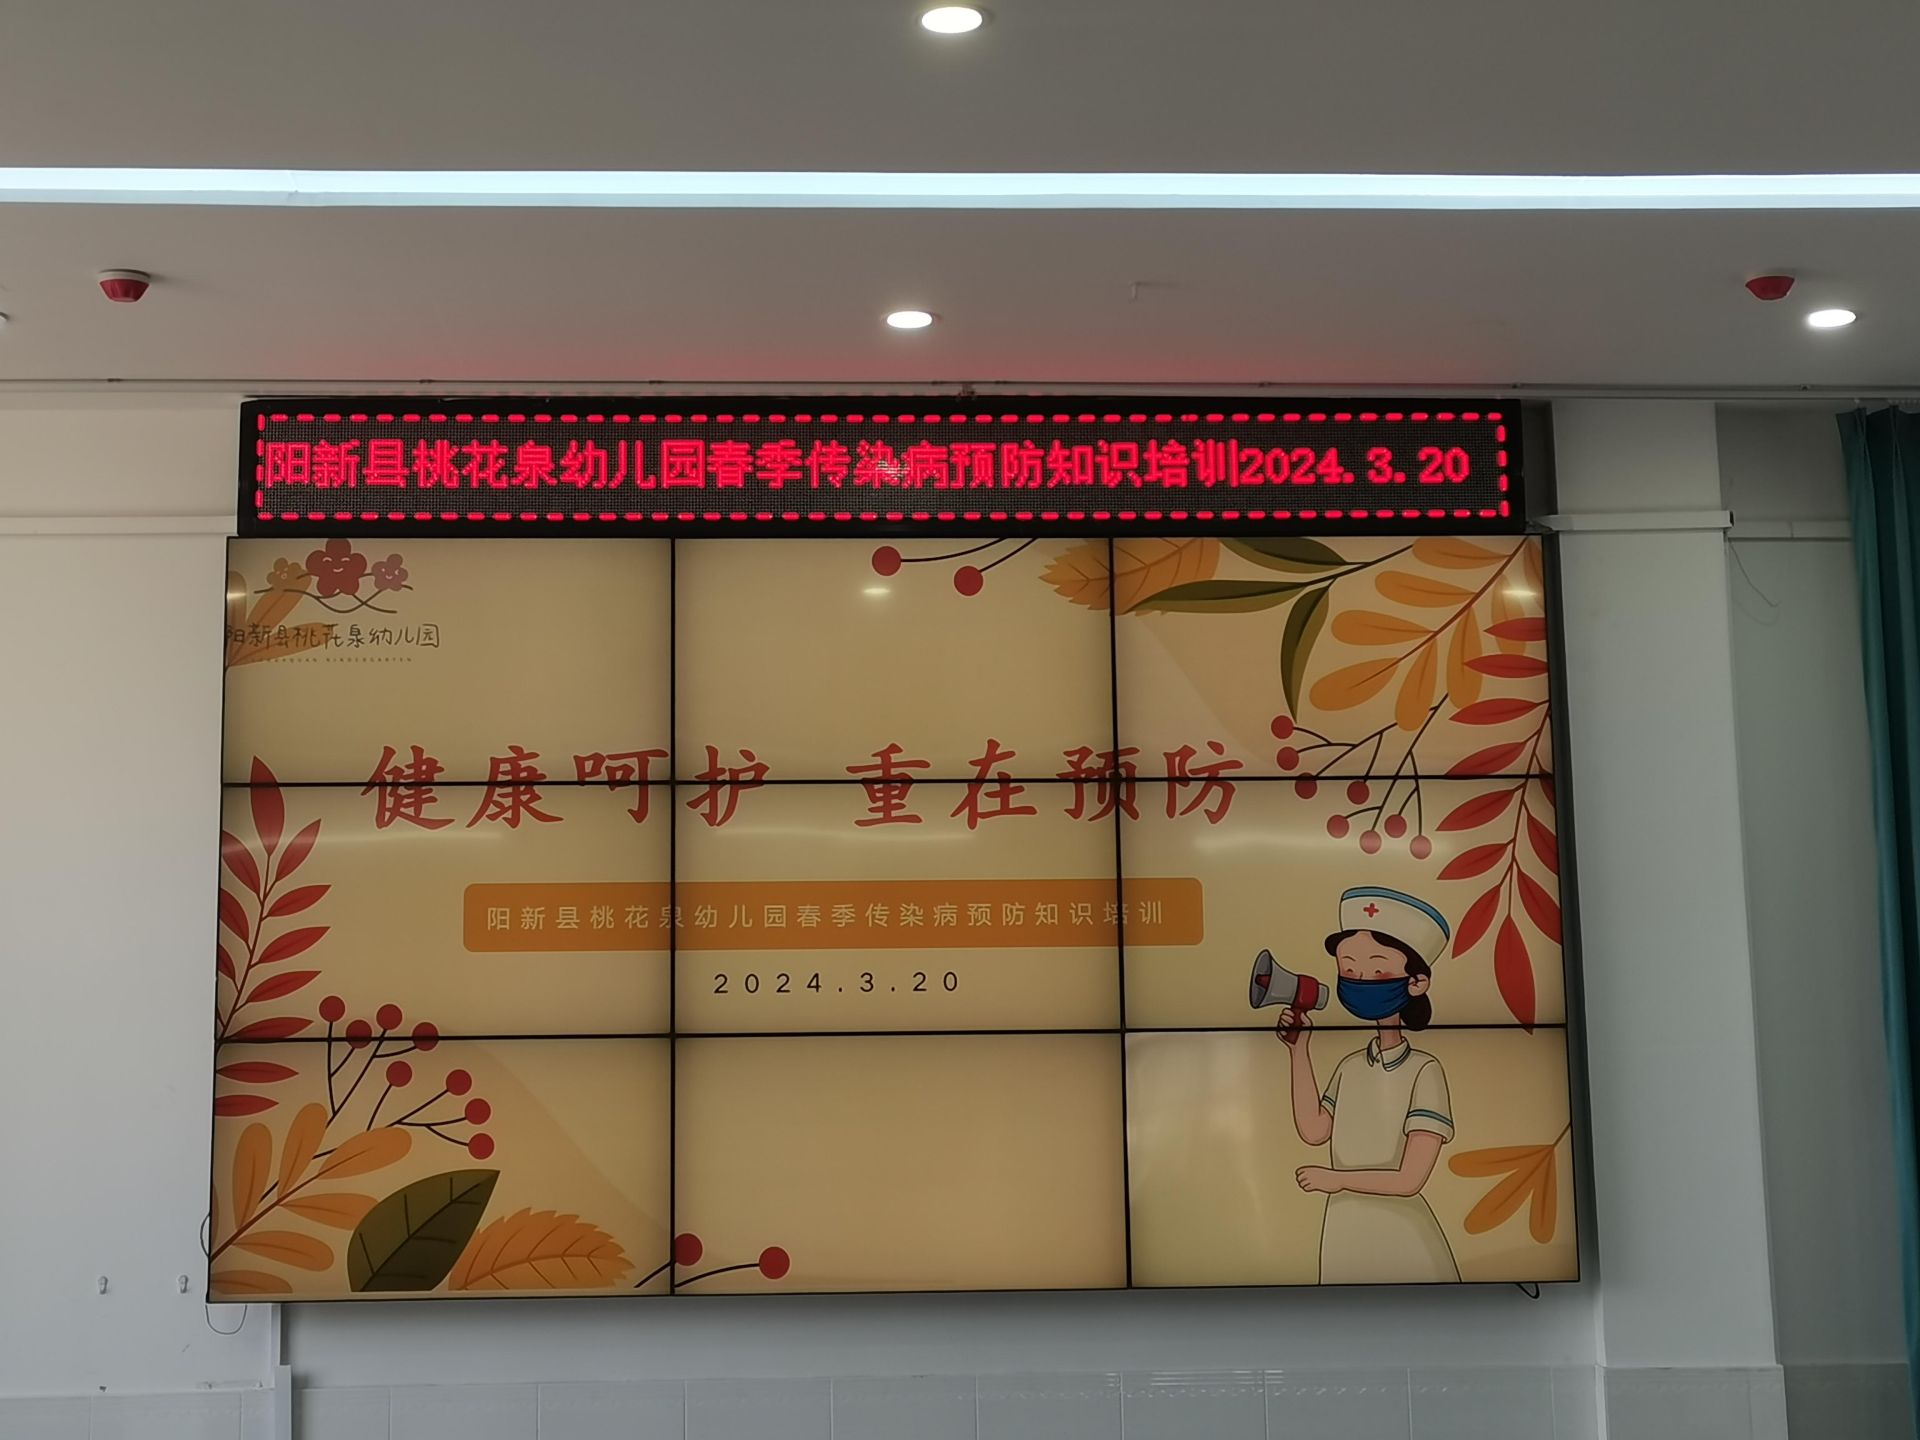 阳新县桃花泉幼儿园春季传染病预防知识培训2024.3.20
阳新县桃花泉幼儿园
KINDERGARTEN
健康呵护 重在预防
阳新县桃花泉幼儿园春季传染病预防知识培训
2024.3.20